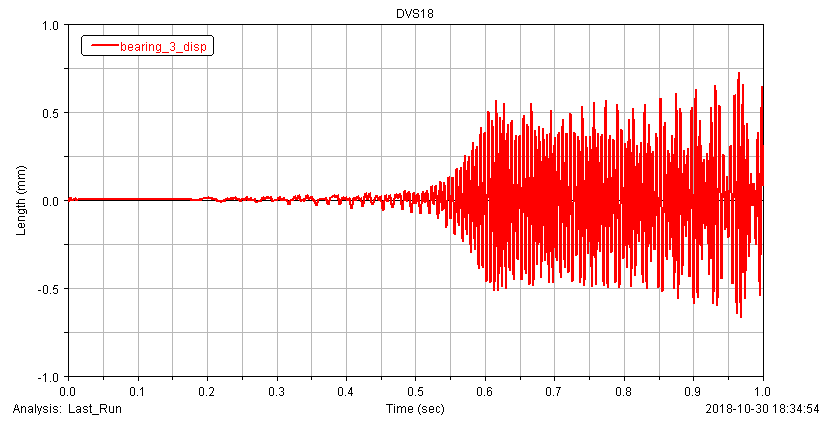 DVS18
bearing_3_disp
1.0
0.5
0.0
-0.5
-1.0
Length (mm)
0.0 0.1 0.2 0.3 0.4 0.5 0.6 0.7 0.8 0.9 1.0
Analysis: Last_Run Time (sec) 2018-10-30 18:34:54